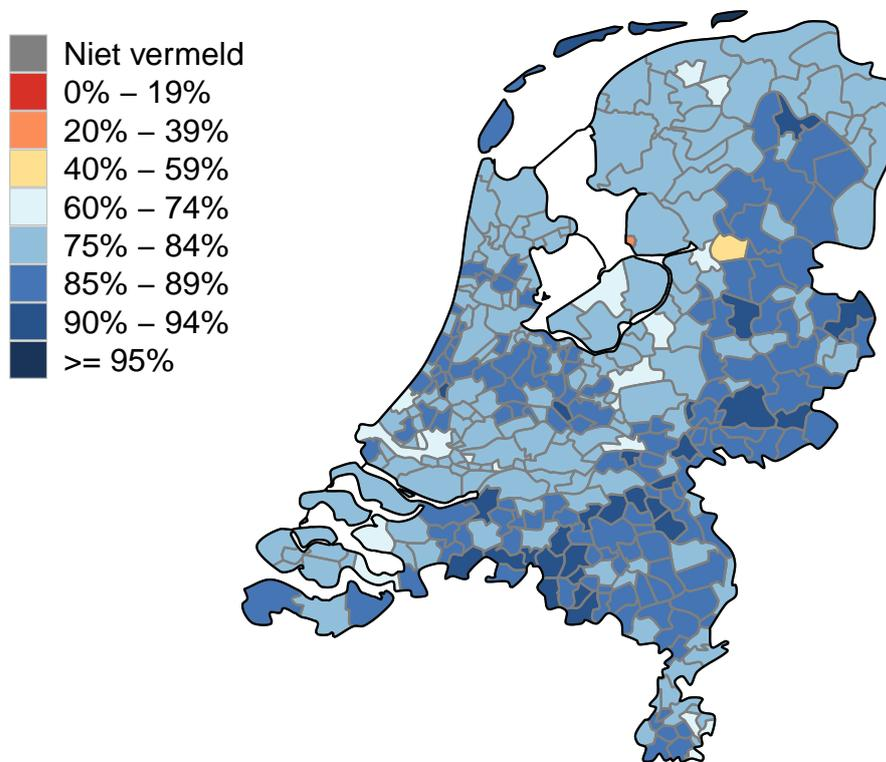 Niet vermeld
0% – 19%
20% – 39%
40% – 59%
60% – 74%
75% – 84%
85% – 89%
90% – 94%
>= 95%